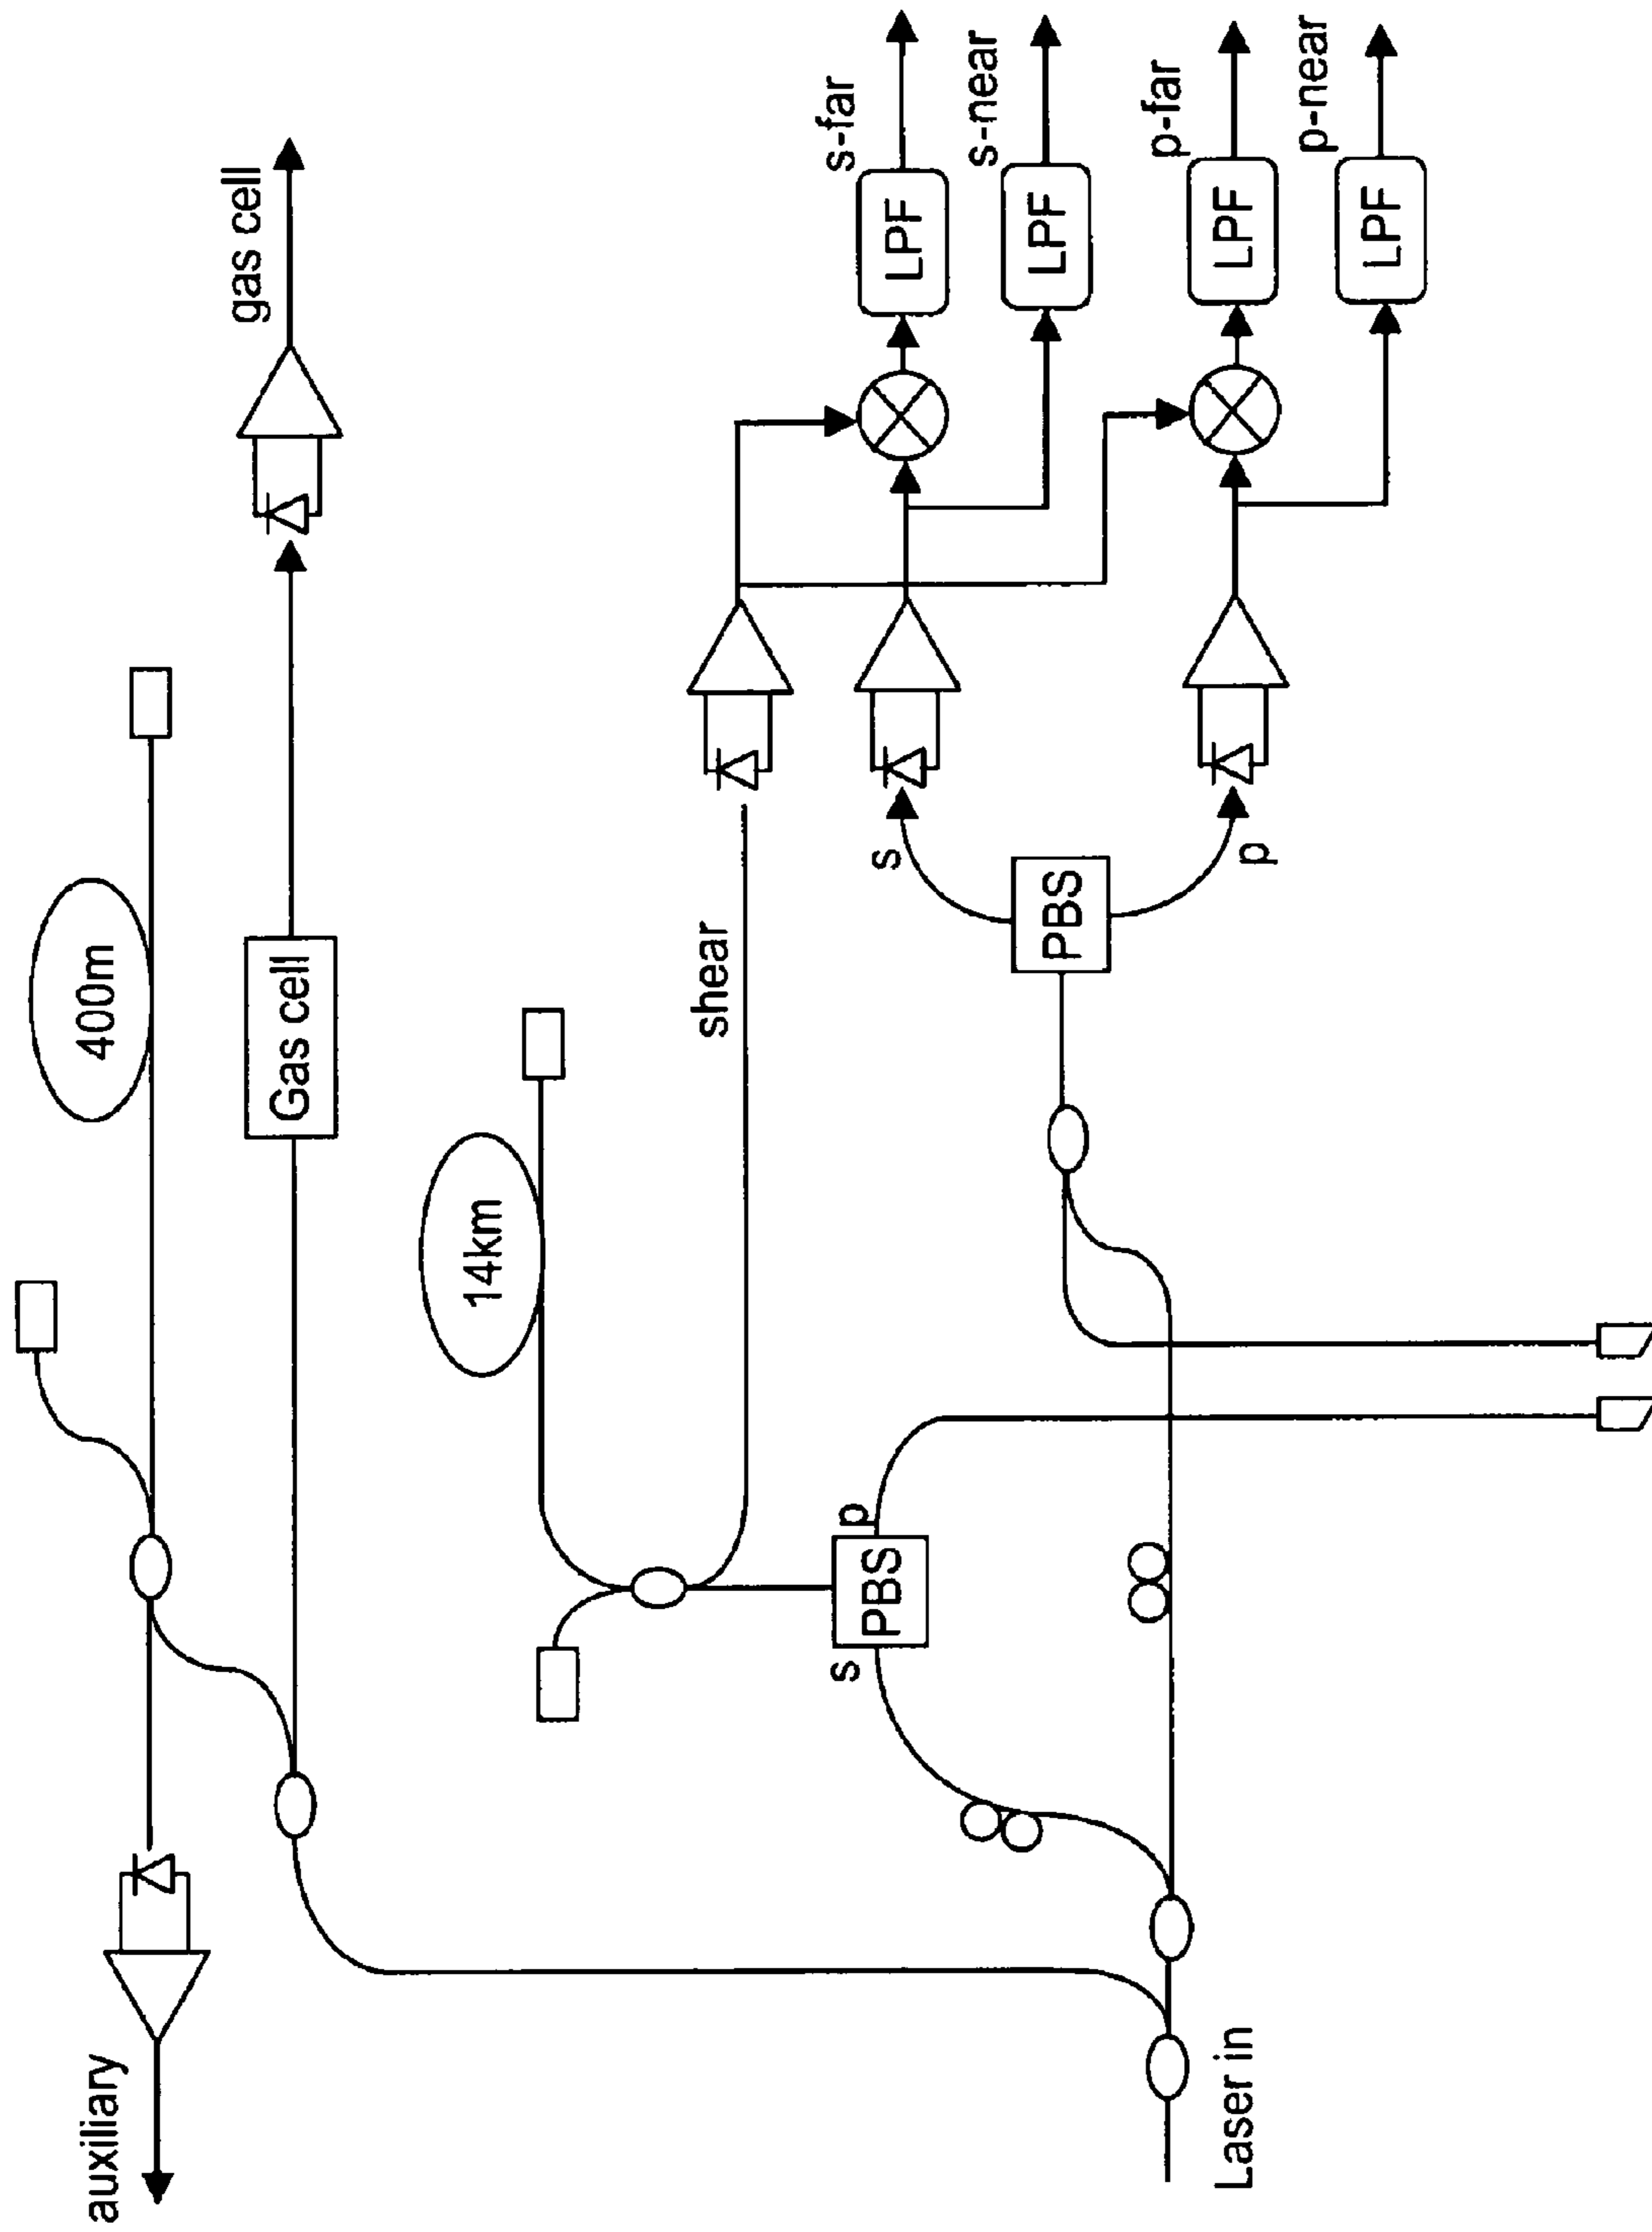 auxiliary
400m
gas cell
Gas cell
14km
shear
s
PBS
p
Laser in
PBS
s
p
LPF
s-far
LPF
s-near
LPF
p-far
LPF
p-near